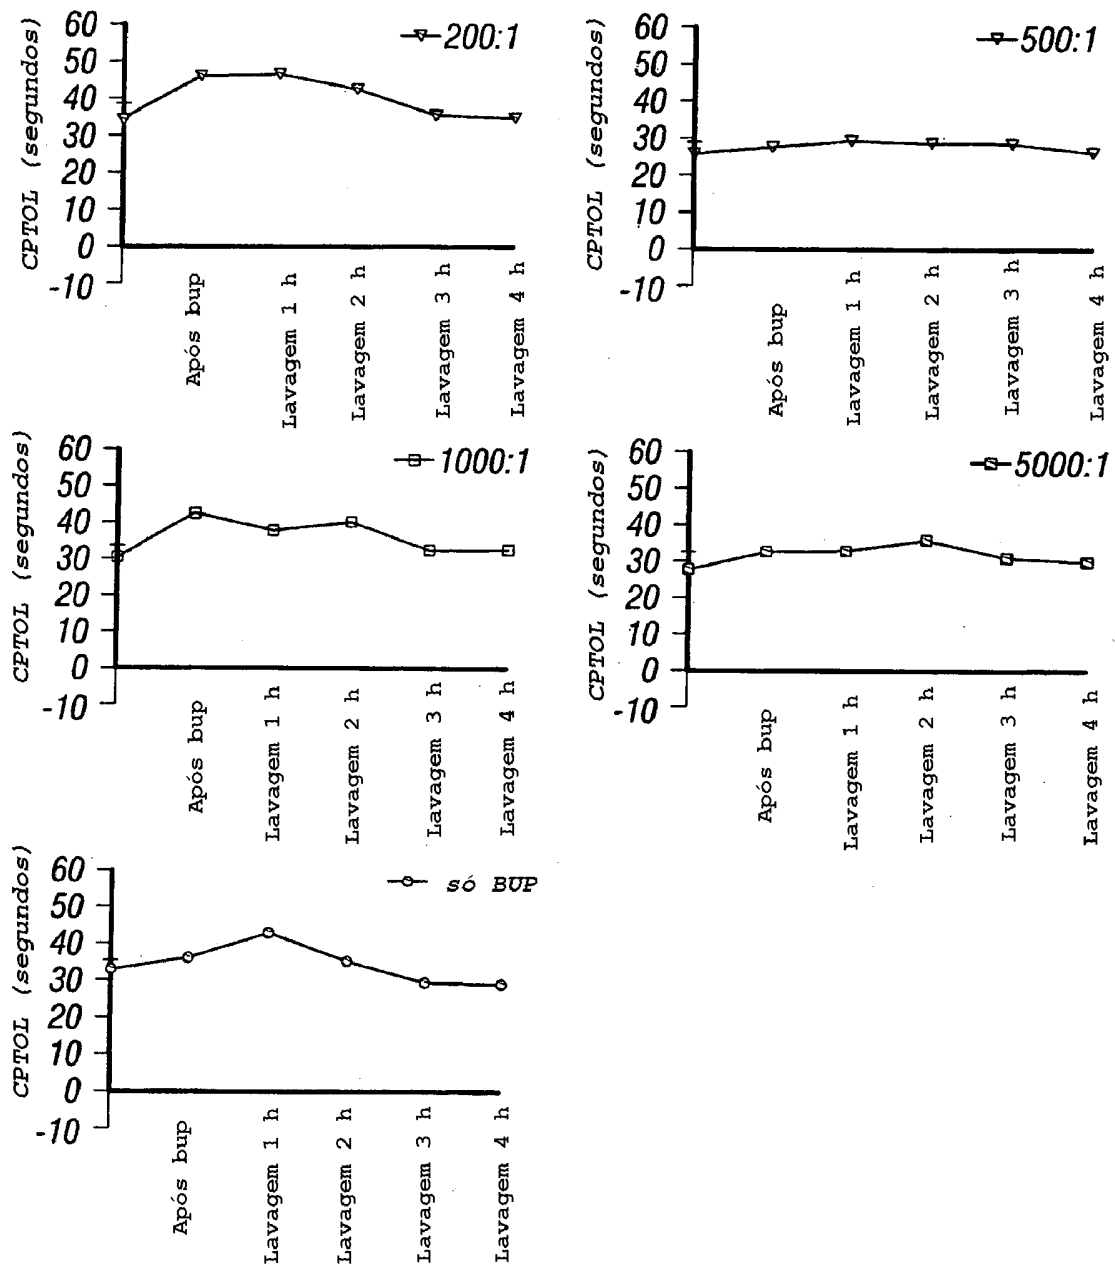 CPTOL (segundos)
60
50
40
30
20
10
0
-10
200:1
Após bup
Lavagem 1 h
Lavagem 2 h
Lavagem 3 h
Lavagem 4 h
CPTOL (segundos)
60
50
40
30
20
10
0
-10
500:1
Após bup
Lavagem 1 h
Lavagem 2 h
Lavagem 3 h
Lavagem 4 h
CPTOL (segundos)
60
50
40
30
20
10
0
-10
1000:1
Após bup
Lavagem 1 h
Lavagem 2 h
Lavagem 3 h
Lavagem 4 h
CPTOL (segundos)
60
50
40
30
20
10
0
-10
5000:1
Após bup
Lavagem 1 h
Lavagem 2 h
Lavagem 3 h
Lavagem 4 h
CPTOL (segundos)
60
50
40
30
20
10
0
-10
só BUP
Após bup
Lavagem 1 h
Lavagem 2 h
Lavagem 3 h
Lavagem 4 h